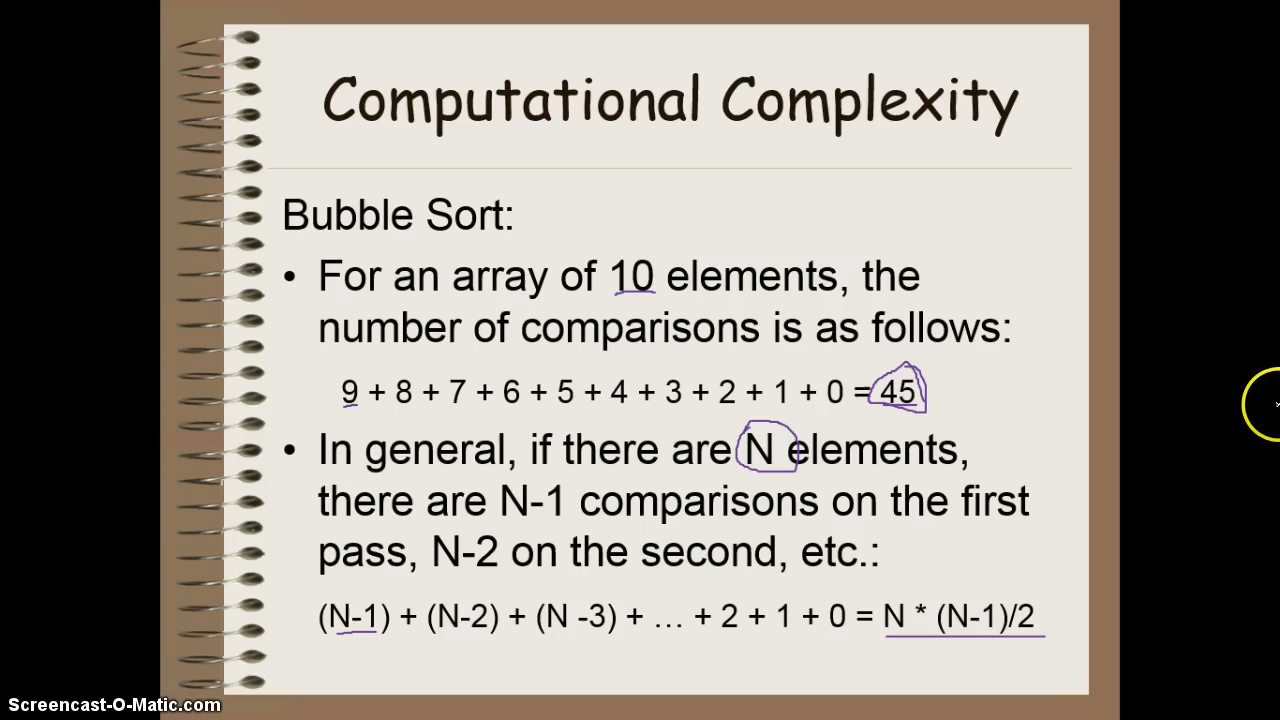 Computational Complexity
Bubble Sort:
• For an array of 10 elements, the
number of comparisons is as follows:
9 + 8 + 7 + 6 + 5 + 4 + 3 + 2 + 1 + 0 = 45
• In general, if there are N elements,
there are N-1 comparisons on the first
pass, N-2 on the second, etc.:
(N-1) + (N-2) + (N -3) + … + 2 + 1 + 0 = N * (N-1)/2
Screencast-O-Matic.com